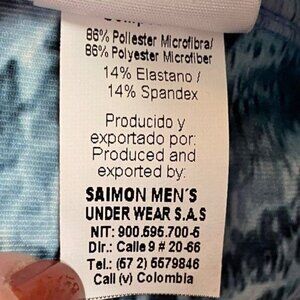 86% Poliester Microfibra/
86% Polyester Microfiber
14% Elastano /
14% Spandex
Producido y
exportado por:
Produced and
exported by:
SAIMON MEN´S
UNDER WEAR S.A.S
NIT: 900.595.700-5
Dir.: Calle 9 # 20-66
Tel.: (57 2) 5579846
Cali (v) Colombia